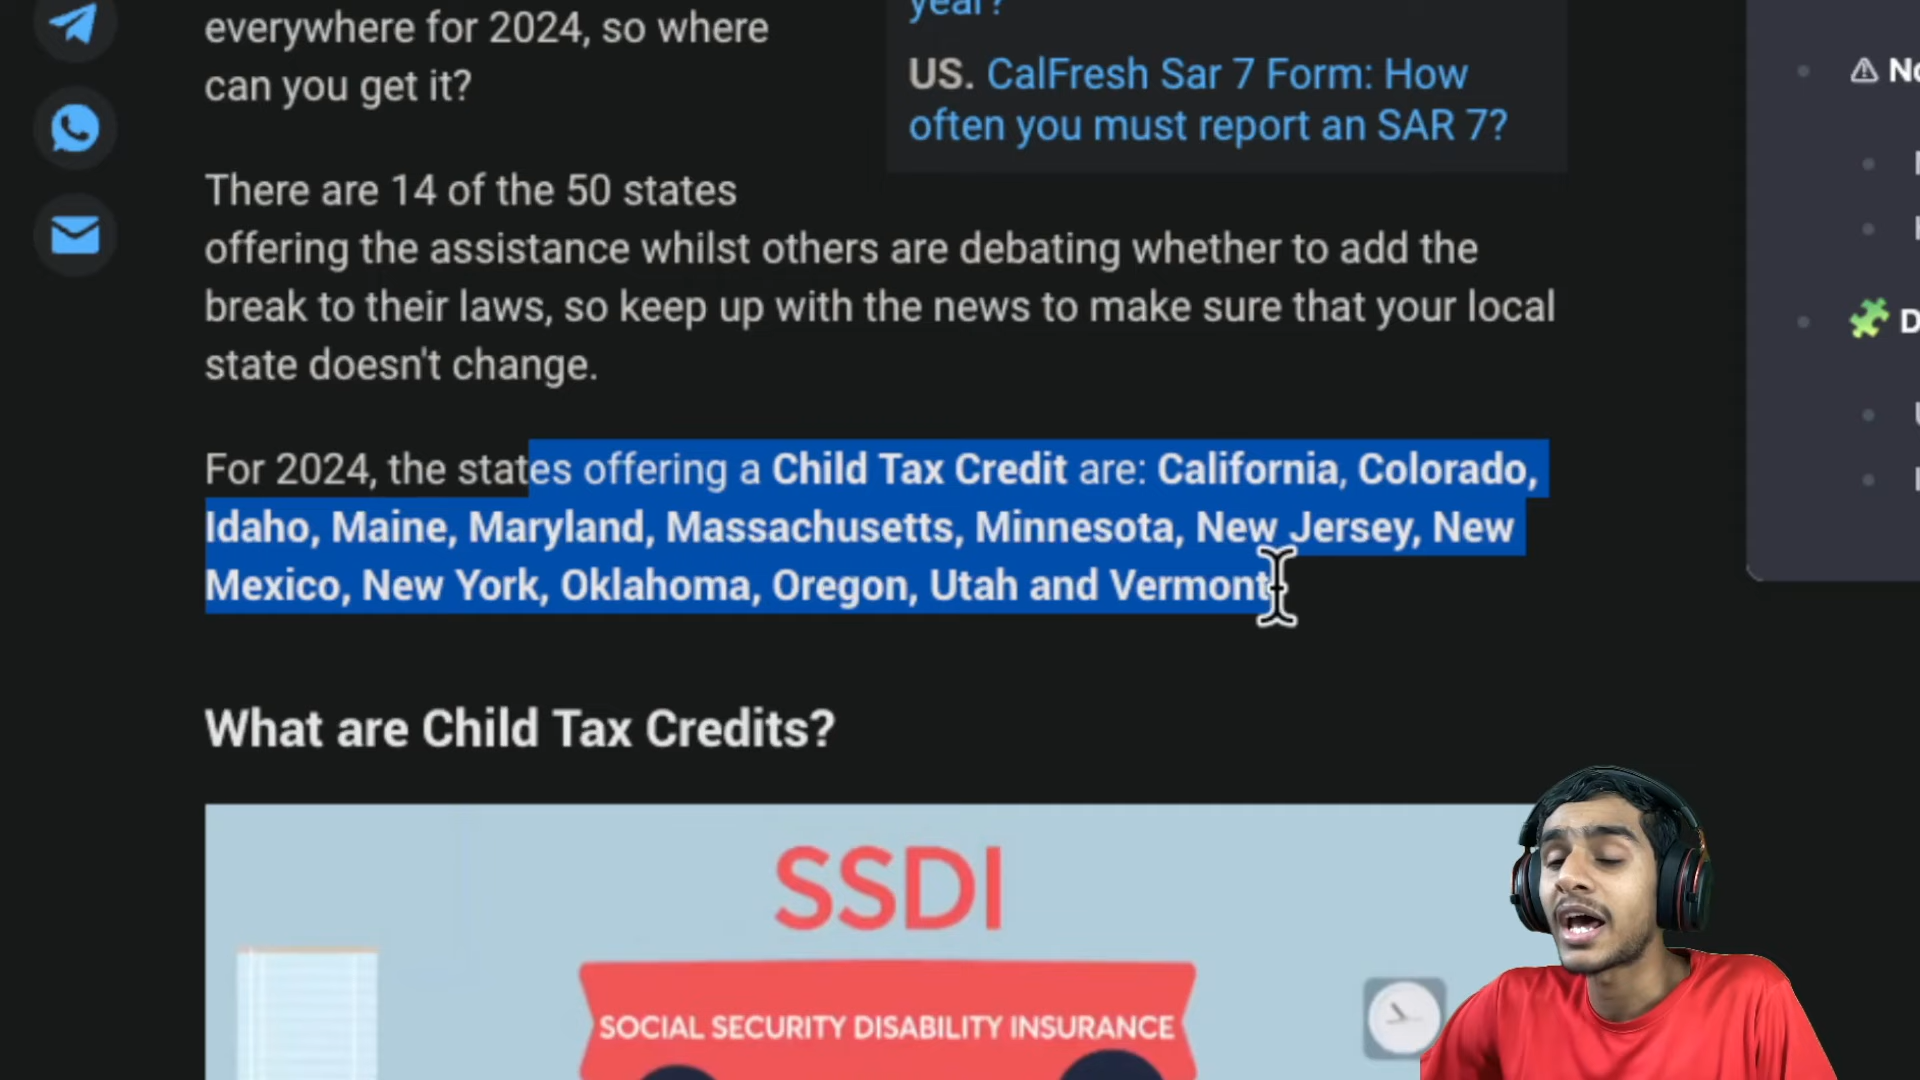 everywhere for 2024, so where
can you get it?
US. CalFresh Sar 7 Form: How
often you must report an SAR 7?
There are 14 of the 50 states
offering the assistance whilst others are debating whether to add the
break to their laws, so keep up with the news to make sure that your local
state doesn't change.
For 2024, the states offering a Child Tax Credit are: California, Colorado,
Idaho, Maine, Maryland, Massachusetts, Minnesota, New Jersey, New
Mexico, New York, Oklahoma, Oregon, Utah and Vermont
What are Child Tax Credits?
SSDI
SOCIAL SECURITY DISABILITY INSURANCE